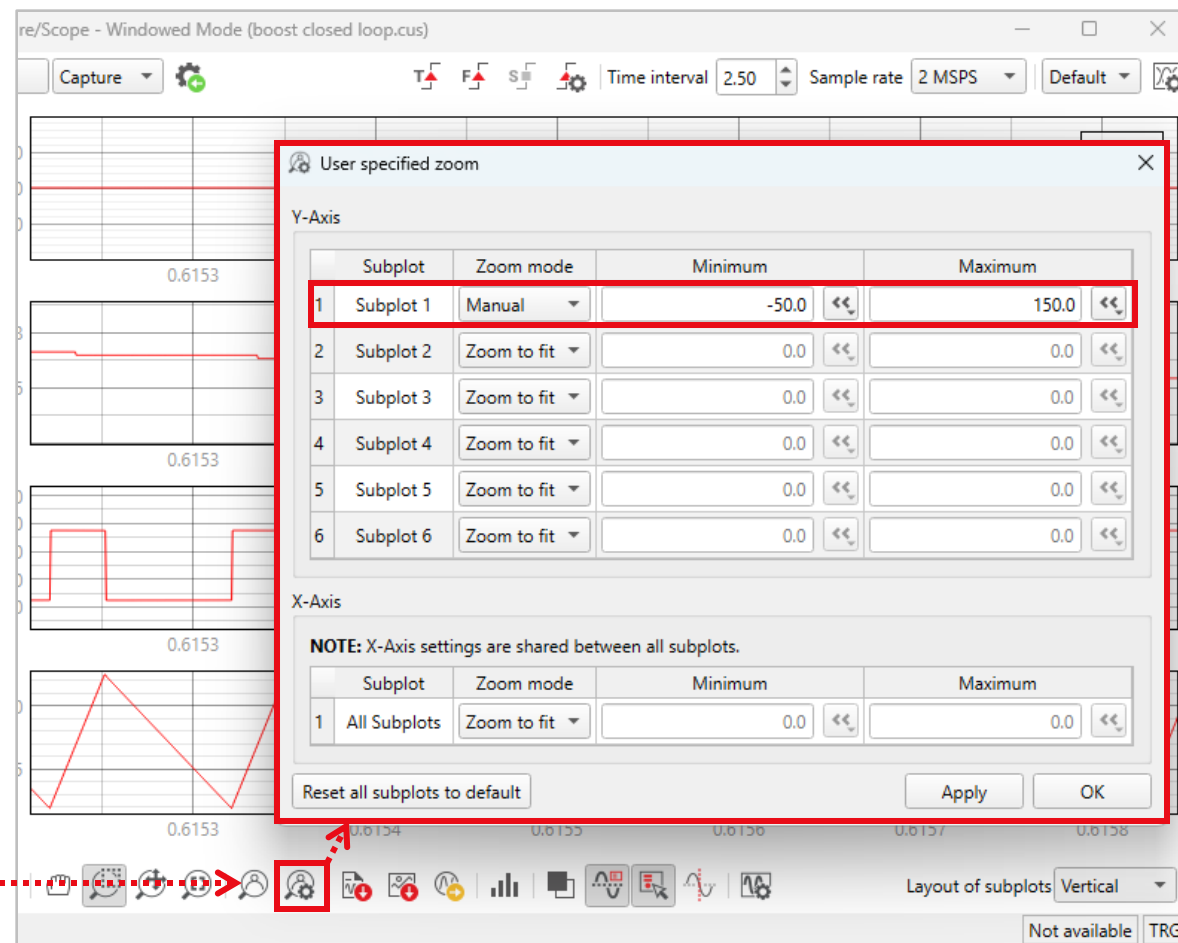 re/Scope - Windowed Mode (boost closed loop.cus)
Capture T F S Time interval 2.50 Sample rate 2 MSPS Default
User specified zoom
Y-Axis
Subplot Zoom mode Minimum Maximum
1 Subplot 1 Manual -50.0 150.0
2 Subplot 2 Zoom to fit 0.0 0.0
3 Subplot 3 Zoom to fit 0.0 0.0
4 Subplot 4 Zoom to fit 0.0 0.0
5 Subplot 5 Zoom to fit 0.0 0.0
6 Subplot 6 Zoom to fit 0.0 0.0
X-Axis
NOTE: X-Axis settings are shared between all subplots.
Subplot Zoom mode Minimum Maximum
1 All Subplots Zoom to fit 0.0 0.0
Reset all subplots to default Apply OK
0.6153
0.6153
0.6153
0.6153 0.6154 0.6155 0.6156 0.6157 0.6158
Layout of subplots Vertical
Not available TRG